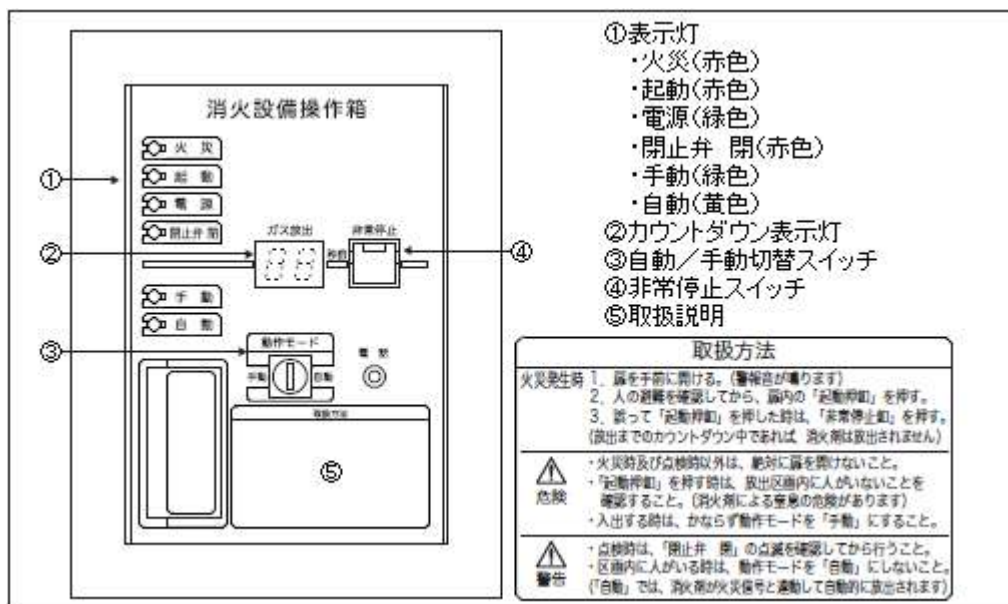 消火設備操作箱
火 災
起 動
電 源
閉止弁 閉
ガス放出
秒前
非常停止
手 動
自 動
動作モード
手動
自動
電 話
取扱方法
①
②
③
④
⑤
①表示灯
・火災(赤色)
・起動(赤色)
・電源(緑色)
・閉止弁 閉(赤色)
・手動(緑色)
・自動(黄色)
②カウントダウン表示灯
③自動／手動切替スイッチ
④非常停止スイッチ
⑤取扱説明
取扱方法
火災発生時 1．扉を手前に開ける。(警報音が鳴ります)
2．人の避難を確認してから、扉内の「起動押釦」を押す。
3．誤って「起動押釦」を押した時は、「非常停止釦」を押す。
(放出までのカウントダウン中であれば 消火剤は放出されません)
危険
・火災時及び点検時以外は、絶対に扉を開けないこと。
・「起動押釦」を押す時は、放出区画内に人がいないことを
確認すること。(消火剤による窒息の危険があります)
・入出する時は、かならず動作モードを「手動」にすること。
警告
・点検時は、「閉止弁 閉」の点滅を確認してから行うこと。
・区画内に人がいる時は、動作モードを「自動」にしないこと。
(「自動」では、消火剤が火災信号と連動して自動的に放出されます)